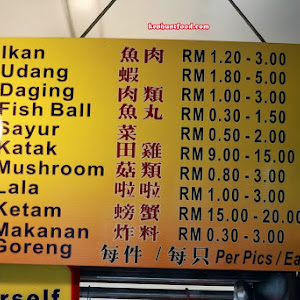 kenhuntfood.com
Ikan 魚肉 RM 1.20 - 3.00
Udang 蝦 RM 1.80 - 5.00
Daging 肉類 RM 1.00 - 3.00
Fish Ball 魚丸 RM 0.30 - 1.50
Sayur 菜 RM 0.50 - 2.00
Katak 田雞 RM 9.00 - 15.00
Mushroom 菇類 RM 0.80 - 3.00
Lala 啦啦 RM 1.00 - 3.00
Ketam 螃蟹 RM 15.00 - 20.00
Makanan 炸料 RM 0.30 - 3.00
Goreng 每件 / 每只 Per Pics / Ea
rself